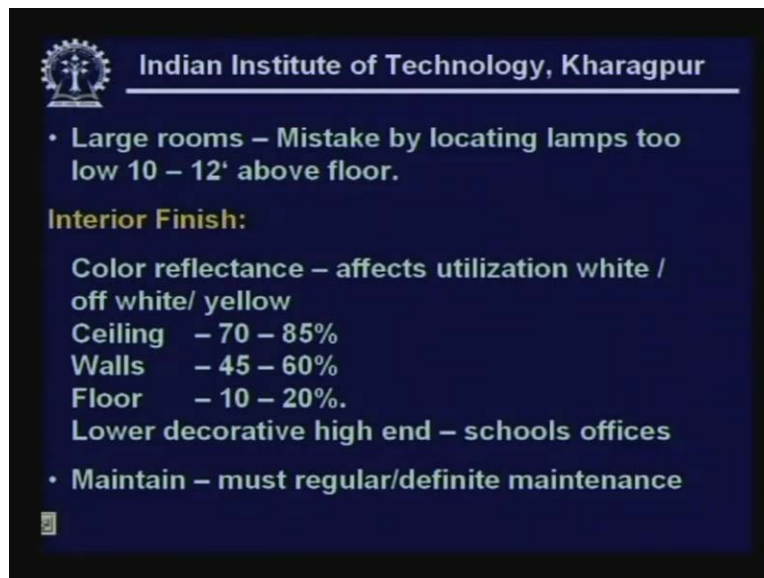 Indian Institute of Technology, Kharagpur
• Large rooms – Mistake by locating lamps too
low 10 – 12‘ above floor.
Interior Finish:
Color reflectance – affects utilization white /
off white/ yellow
Ceiling – 70 – 85%
Walls – 45 – 60%
Floor – 10 – 20%.
Lower decorative high end – schools offices
• Maintain – must regular/definite maintenance